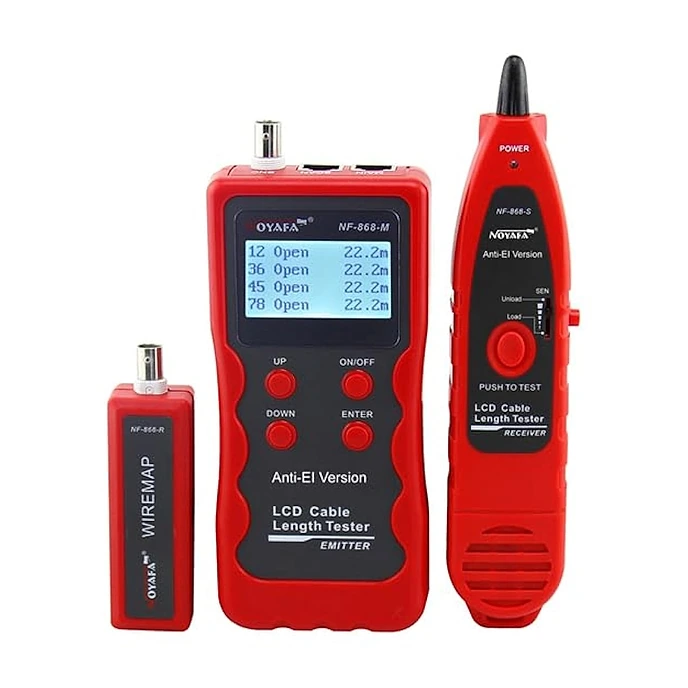 NF-868-R
WIREMAP
NOYAFA
BNC
MAIN
NOYAFA®
NF-868-M
12 Open 22.2m
36 Open 22.2m
45 Open 22.2m
78 Open 22.2m
UP
ON/OFF
DOWN
ENTER
Anti-EI Version
LCD Cable
Length Tester
EMITTER
POWER
NF-868-S
NOYAFA®
Anti-EI Version
SEN
Unload
Load
PUSH TO TEST
LCD Cable
Length Tester
RECEIVER